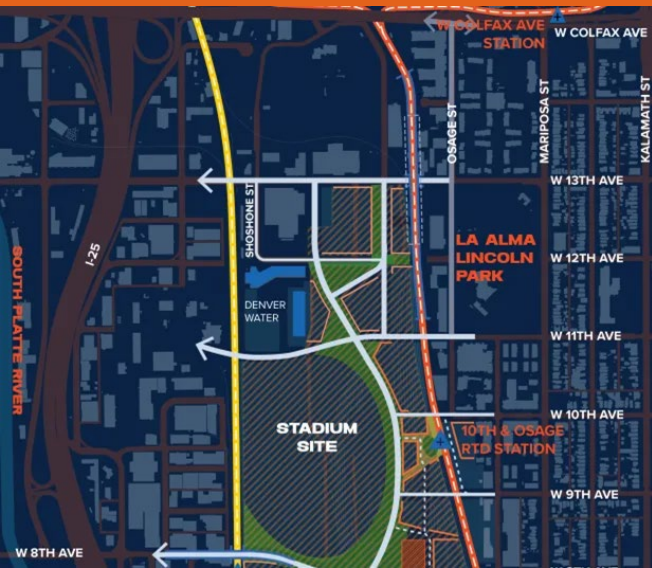 W COLFAX AVE
STATION
W COLFAX AVE
OSAGE ST
MARIPOSA ST
KALAMATH ST
W 13TH AVE
SHOSHONE ST
I-25
LA ALMA
LINCOLN
PARK
W 12TH AVE
SOUTH PLATTE RIVER
DENVER
WATER
W 11TH AVE
STADIUM
SITE
W 10TH AVE
10TH & OSAGE
RTD STATION
W 9TH AVE
W 8TH AVE